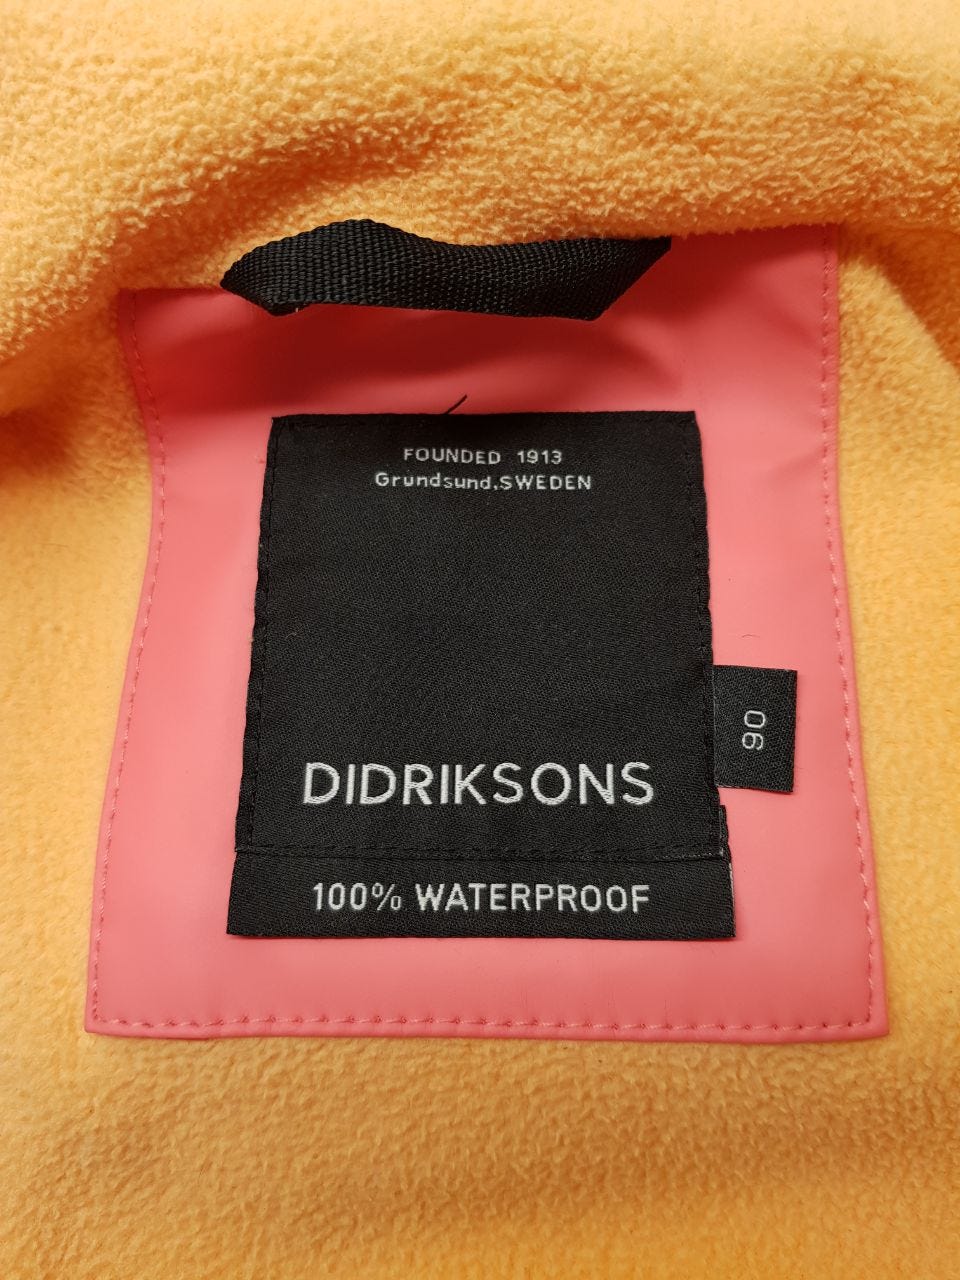 FOUNDED 1913
Grundsund,SWEDEN
90
DIDRIKSONS
100% WATERPROOF